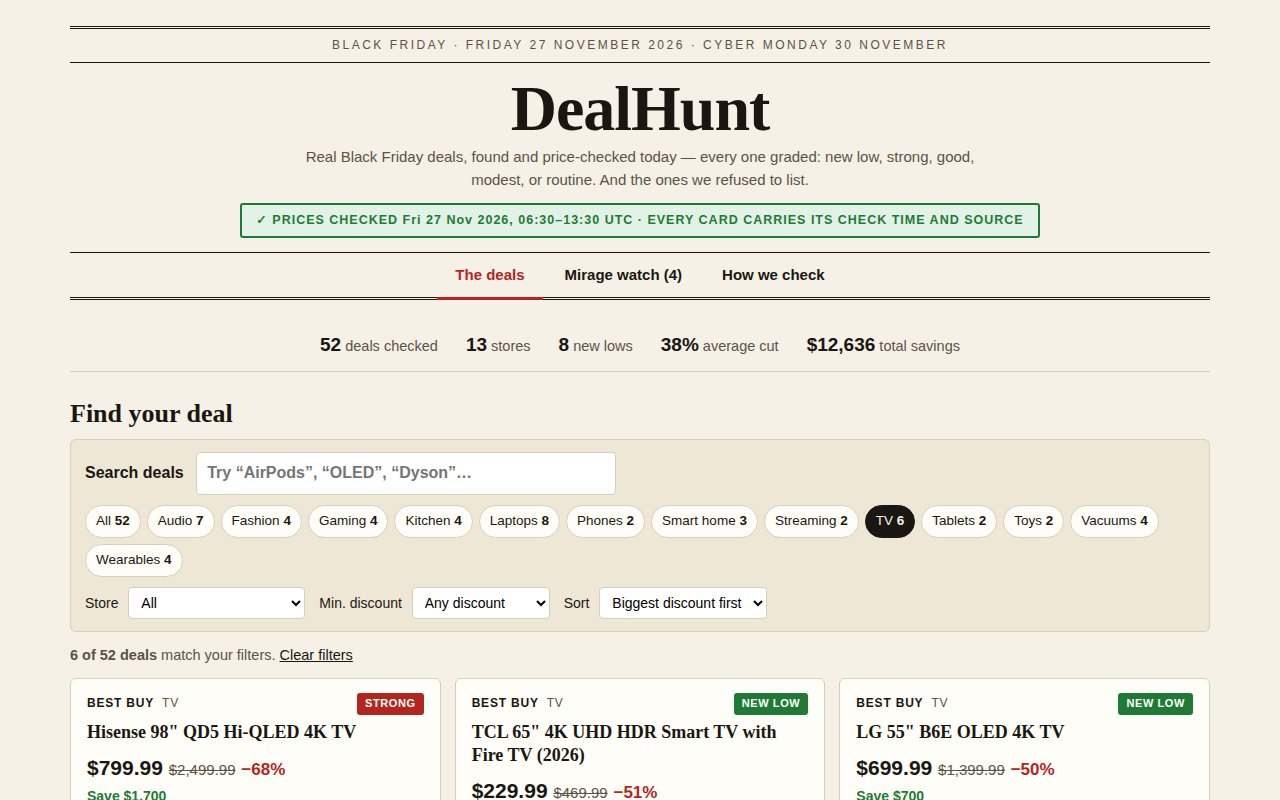 BLACK FRIDAY · FRIDAY 27 NOVEMBER 2026 · CYBER MONDAY 30 NOVEMBER
DealHunt
Real Black Friday deals, found and price-checked today — every one graded: new low, strong, good,
modest, or routine. And the ones we refused to list.
✓ PRICES CHECKED Fri 27 Nov 2026, 06:30–13:30 UTC · EVERY CARD CARRIES ITS CHECK TIME AND SOURCE
The deals Mirage watch (4) How we check
52 deals checked 13 stores 8 new lows 38% average cut $12,636 total savings
Find your deal
Search deals Try “AirPods”, “OLED”, “Dyson”…
All 52 Audio 7 Fashion 4 Gaming 4 Kitchen 4 Laptops 8 Phones 2 Smart home 3 Streaming 2 TV 6 Tablets 2 Toys 2 Vacuums 4
Wearables 4
Store All Min. discount Any discount Sort Biggest discount first
6 of 52 deals match your filters. Clear filters
BEST BUY TV STRONG
Hisense 98" QD5 Hi-QLED 4K TV
$799.99 $2,499.99 −68%
Save $1,700
BEST BUY TV NEW LOW
TCL 65" 4K UHD HDR Smart TV with
Fire TV (2026)
$229.99 $469.99 −51%
BEST BUY TV NEW LOW
LG 55" B6E OLED 4K TV
$699.99 $1,399.99 −50%
Save $700